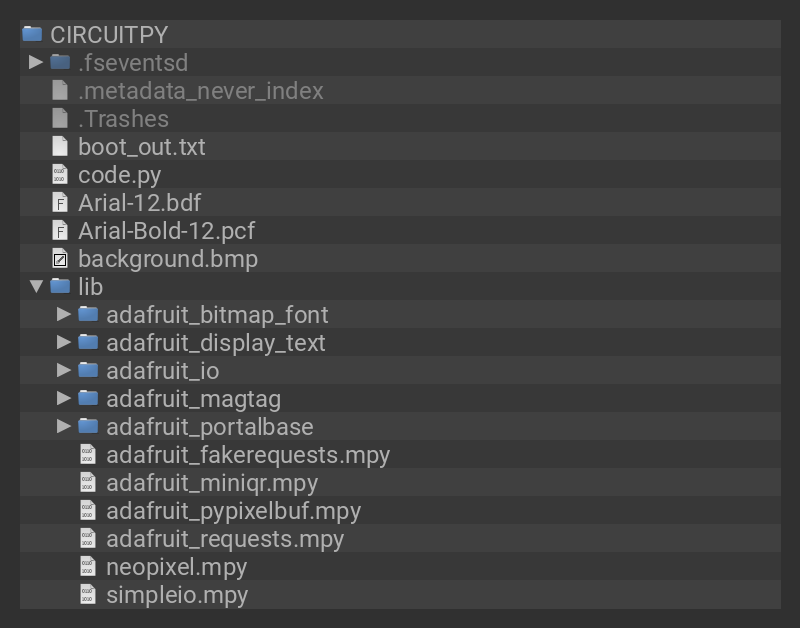 CIRCUITPY
.fseventsd
.metadata_never_index
.Trashes
boot_out.txt
code.py
Arial-12.bdf
Arial-Bold-12.pcf
background.bmp
lib
adafruit_bitmap_font
adafruit_display_text
adafruit_io
adafruit_magtag
adafruit_portalbase
adafruit_fakerequests.mpy
adafruit_miniqr.mpy
adafruit_pypixelbuf.mpy
adafruit_requests.mpy
neopixel.mpy
simpleio.mpy